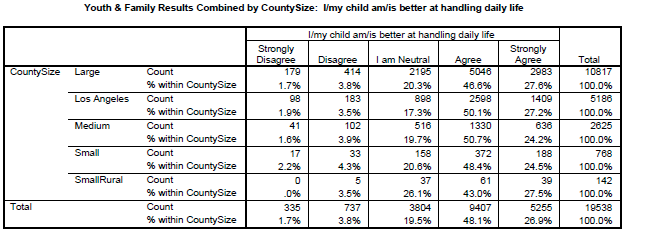 Youth & Family Results Combined by CountySize: I/my child am/is better at handling daily life
I/my child am/is better at handling daily life
Strongly Disagree Disagree I am Neutral Agree Strongly Agree Total
CountySize Large Count 179 414 2195 5046 2983 10817
% within CountySize 1.7% 3.8% 20.3% 46.6% 27.6% 100.0%
Los Angeles Count 98 183 898 2598 1409 5186
% within CountySize 1.9% 3.5% 17.3% 50.1% 27.2% 100.0%
Medium Count 41 102 516 1330 636 2625
% within CountySize 1.6% 3.9% 19.7% 50.7% 24.2% 100.0%
Small Count 17 33 158 372 188 768
% within CountySize 2.2% 4.3% 20.6% 48.4% 24.5% 100.0%
SmallRural Count 0 5 37 61 39 142
% within CountySize .0% 3.5% 26.1% 43.0% 27.5% 100.0%
Total Count 335 737 3804 9407 5255 19538
% within CountySize 1.7% 3.8% 19.5% 48.1% 26.9% 100.0%